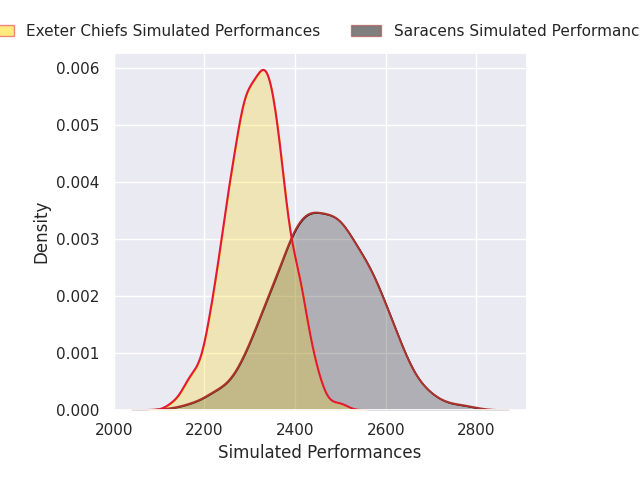 Exeter Chiefs Simulated Performances
Saracens Simulated Performanc
0.006
0.005
0.004
0.003
0.002
0.001
0.000
Density
2000 2200 2400 2600 2800
Simulated Performances